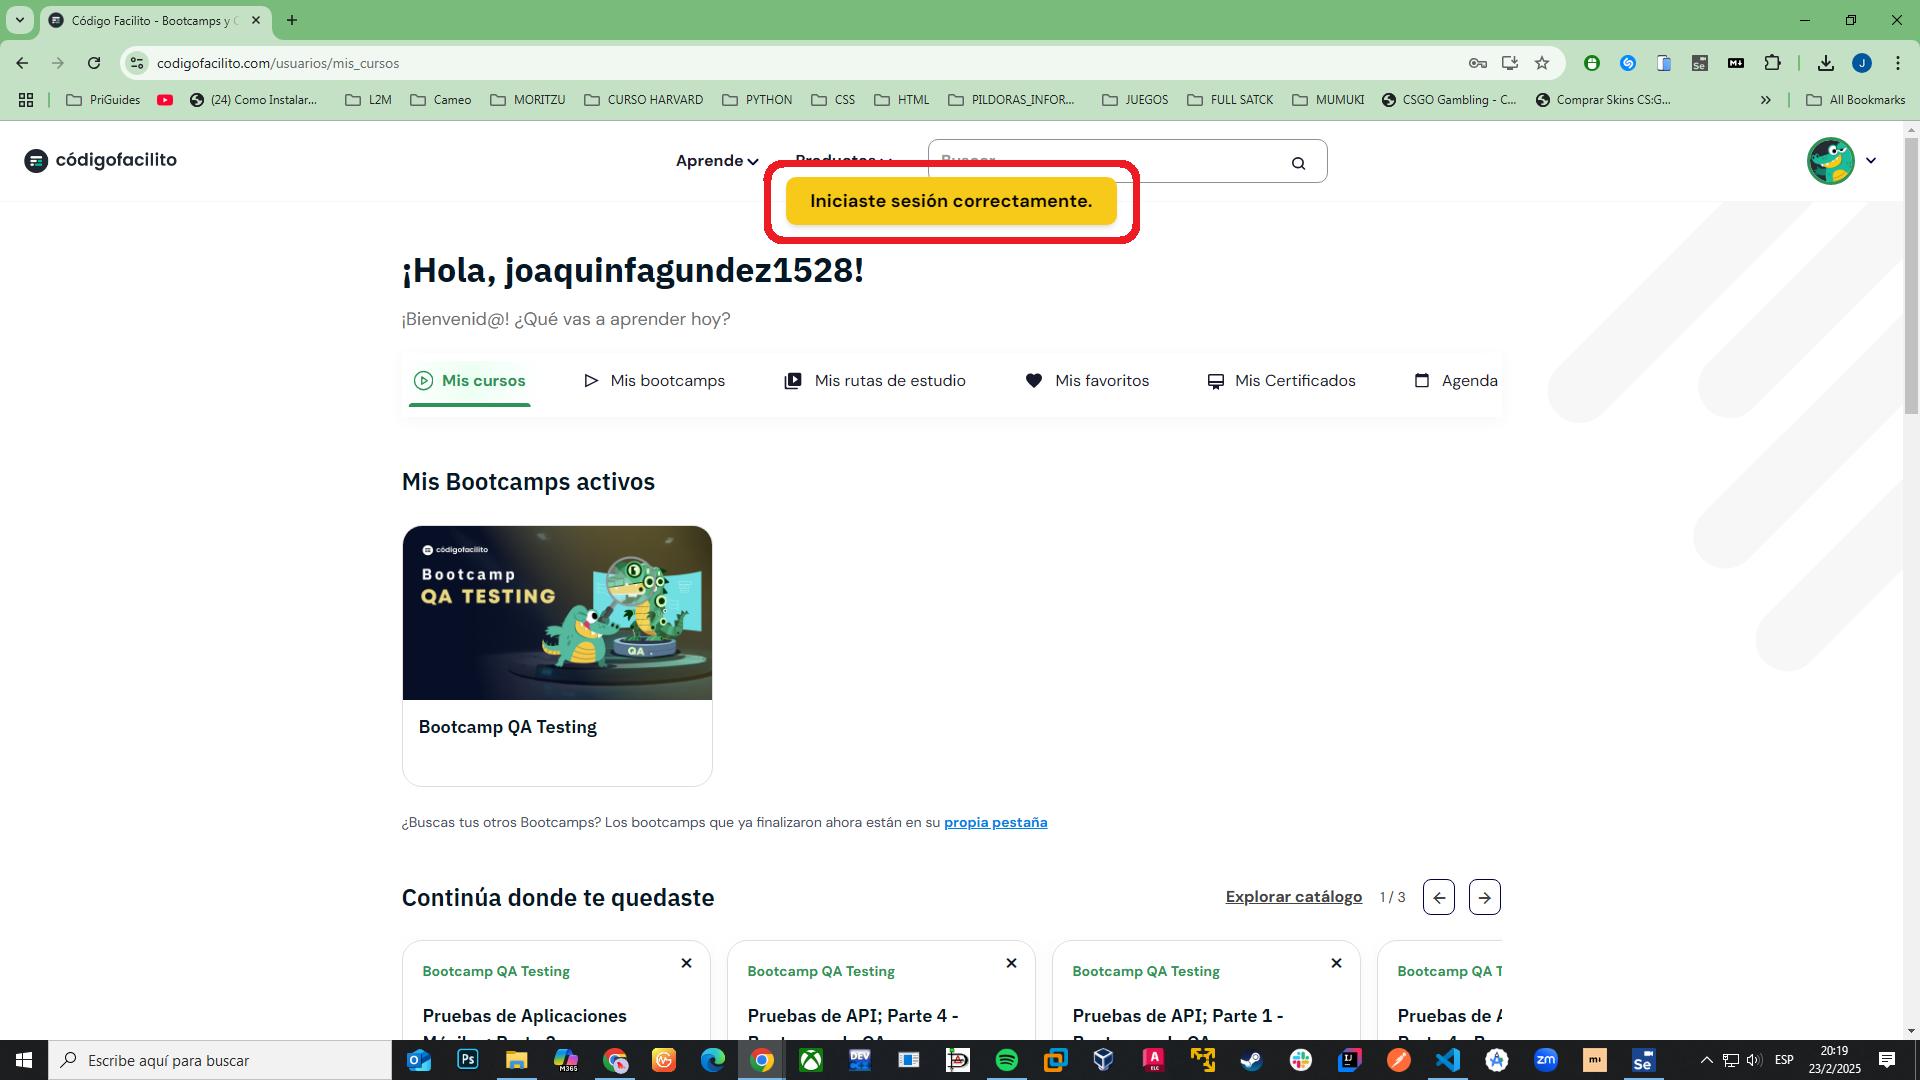 Código Facilito - Bootcamps y C
codigofacilito.com/usuarios/mis_cursos
PriGuides
(24) Como Instalar...
L2M
Cameo
MORITZU
CURSO HARVARD
PYTHON
CSS
HTML
PILDORAS_INFOR...
JUEGOS
FULL SATCK
MUMUKI
CSGO Gambling - C...
Comprar Skins CS:G...
All Bookmarks
códigofacilito
Aprende
Productos
Buscar
Iniciaste sesión correctamente.
¡Hola, joaquinfagundez1528!
¡Bienvenid@! ¿Qué vas a aprender hoy?
Mis cursos
Mis bootcamps
Mis rutas de estudio
Mis favoritos
Mis Certificados
Agenda
Mis Bootcamps activos
códigofacilito
Bootcamp
QA TESTING
QA
Bootcamp QA Testing
¿Buscas tus otros Bootcamps? Los bootcamps que ya finalizaron ahora están en su propia pestaña
Continúa donde te quedaste
Explorar catálogo
1 / 3
Bootcamp QA Testing
Pruebas de Aplicaciones
Bootcamp QA Testing
Pruebas de API; Parte 4 -
Bootcamp QA Testing
Pruebas de API; Parte 1 -
Bootcamp QA T
Pruebas de A
Escribe aquí para buscar
ESP
20:19
23/2/2025